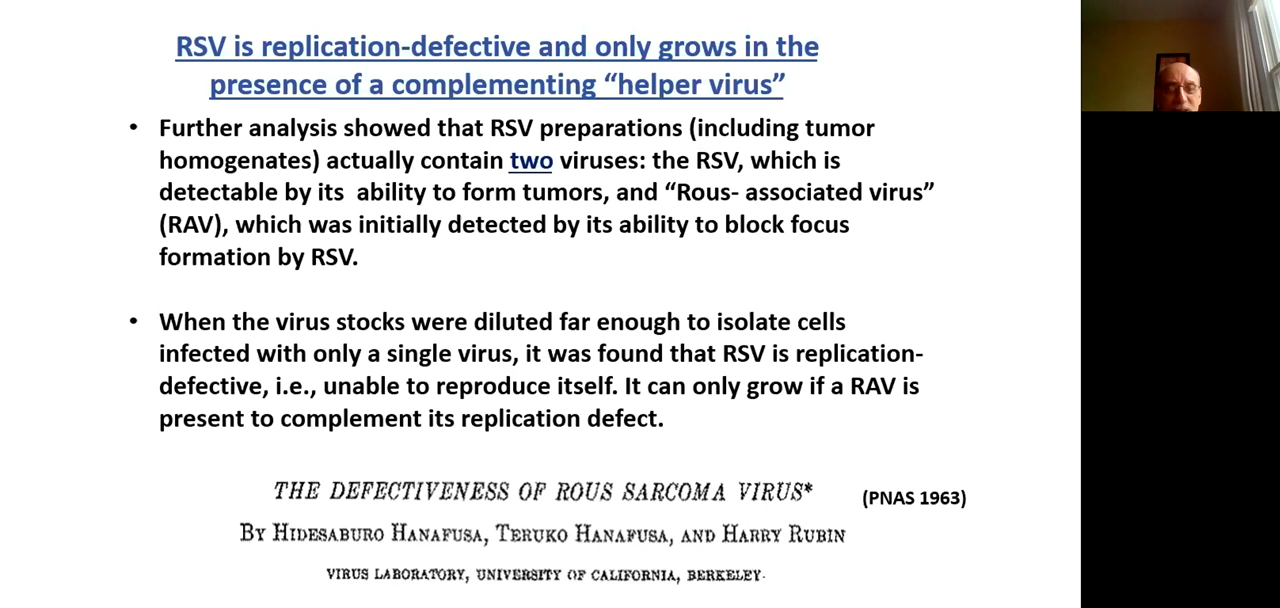 RSV is replication-defective and only grows in the
presence of a complementing “helper virus”
• Further analysis showed that RSV preparations (including tumor
homogenates) actually contain two viruses: the RSV, which is
detectable by its ability to form tumors, and “Rous- associated virus”
(RAV), which was initially detected by its ability to block focus
formation by RSV.
• When the virus stocks were diluted far enough to isolate cells
infected with only a single virus, it was found that RSV is replication-
defective, i.e., unable to reproduce itself. It can only grow if a RAV is
present to complement its replication defect.
THE DEFECTIVENESS OF ROUS SARCOMA VIRUS* (PNAS 1963)
By Hidesaburo Hanafusa, Teruko Hanafusa, and Harry Rubin
VIRUS LABORATORY, UNIVERSITY OF CALIFORNIA, BERKELEY